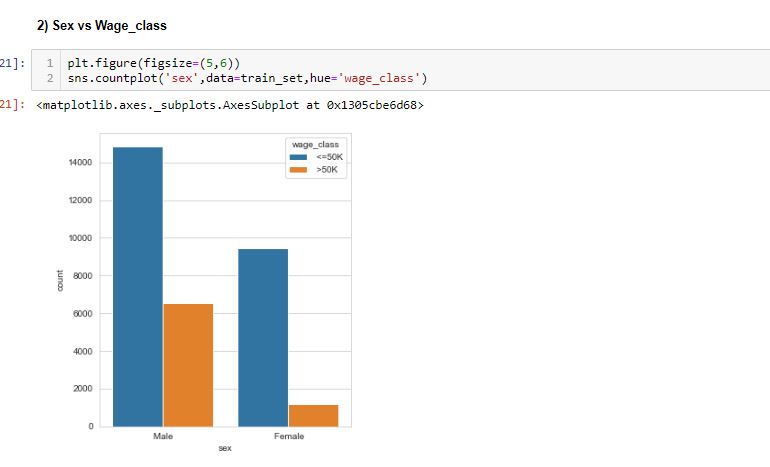 2) Sex vs Wage_class
21]:
1 plt.figure(figsize=(5,6))
2 sns.countplot('sex',data=train_set,hue='wage_class')
21]: <matplotlib.axes._subplots.AxesSubplot at 0x1305cbe6d68>
wage_class
<=50K
>50K
14000
12000
10000
8000
6000
4000
2000
0
count
Male Female
sex